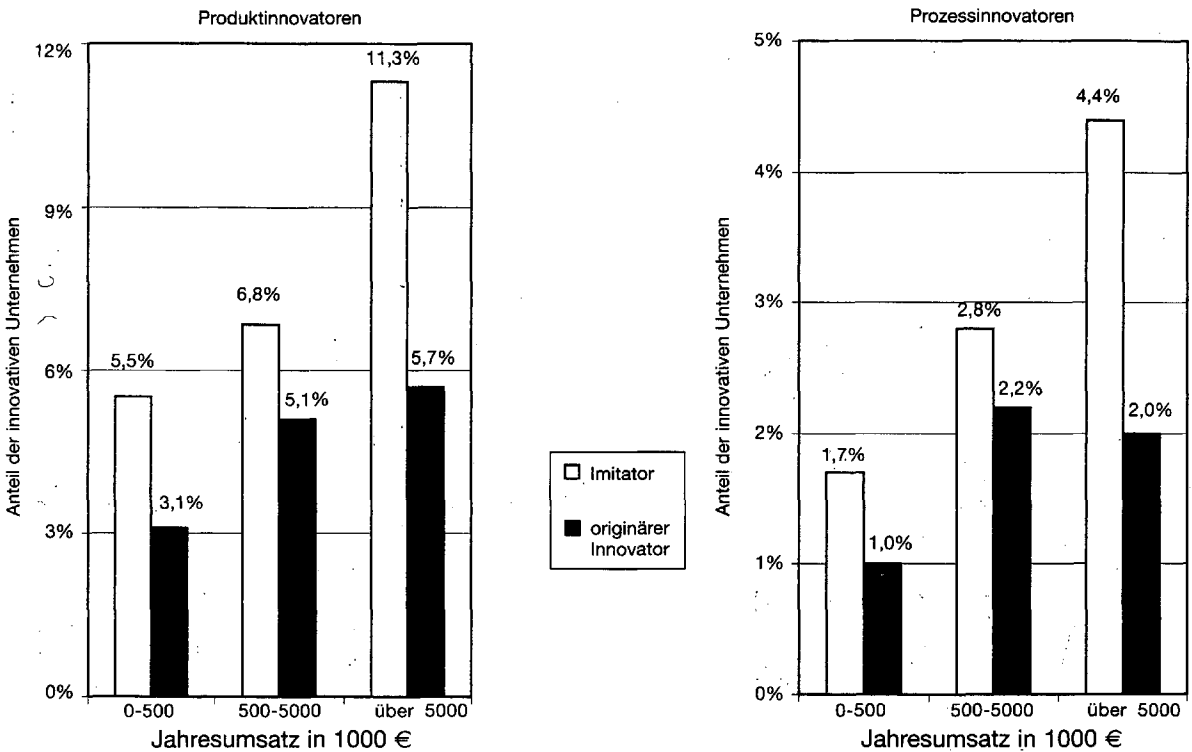 Produktinnovatoren
12%
9%
6%
3%
0%
Anteil der innovativen Unternehmen
5,5%
3,1%
6,8%
5,1%
11,3%
5,7%
0-500
500-5000
über 5000
Jahresumsatz in 1000 €
Imitator
originärer
Innovator
Prozessinnovatoren
5%
4%
3%
2%
1%
0%
Anteil der innovativen Unternehmen
1,7%
1,0%
2,8%
2,2%
4,4%
2,0%
0-500
500-5000
über 5000
Jahresumsatz in 1000 €